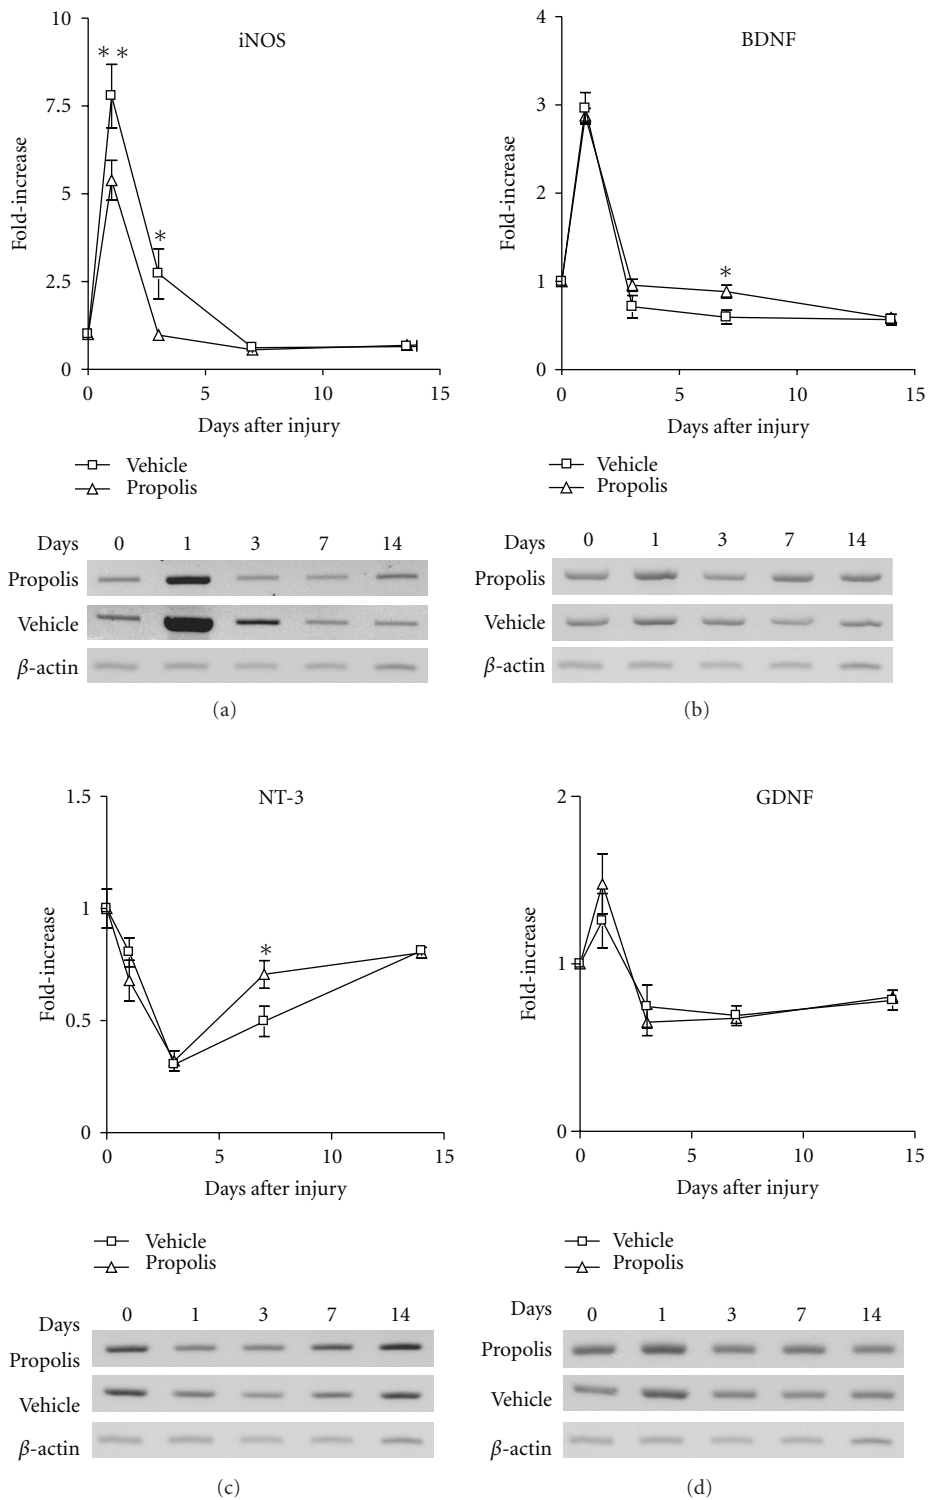 iNOS
10
7.5
5
2.5
0
* *
*
Fold-increase
0 5 10 15
Days after injury
Vehicle
Propolis
Days 0 1 3 7 14
Propolis
Vehicle
β-actin
(a)
BDNF
4
3
2
1
0
*
Fold-increase
0 5 10 15
Days after injury
Vehicle
Propolis
Days 0 1 3 7 14
Propolis
Vehicle
β-actin
(b)
NT-3
1.5
1
0.5
0
*
Fold-increase
0 5 10 15
Days after injury
Vehicle
Propolis
Days 0 1 3 7 14
Propolis
Vehicle
β-actin
(c)
GDNF
2
1
0
Fold-increase
0 5 10 15
Days after injury
Vehicle
Propolis
Days 0 1 3 7 14
Propolis
Vehicle
β-actin
(d)